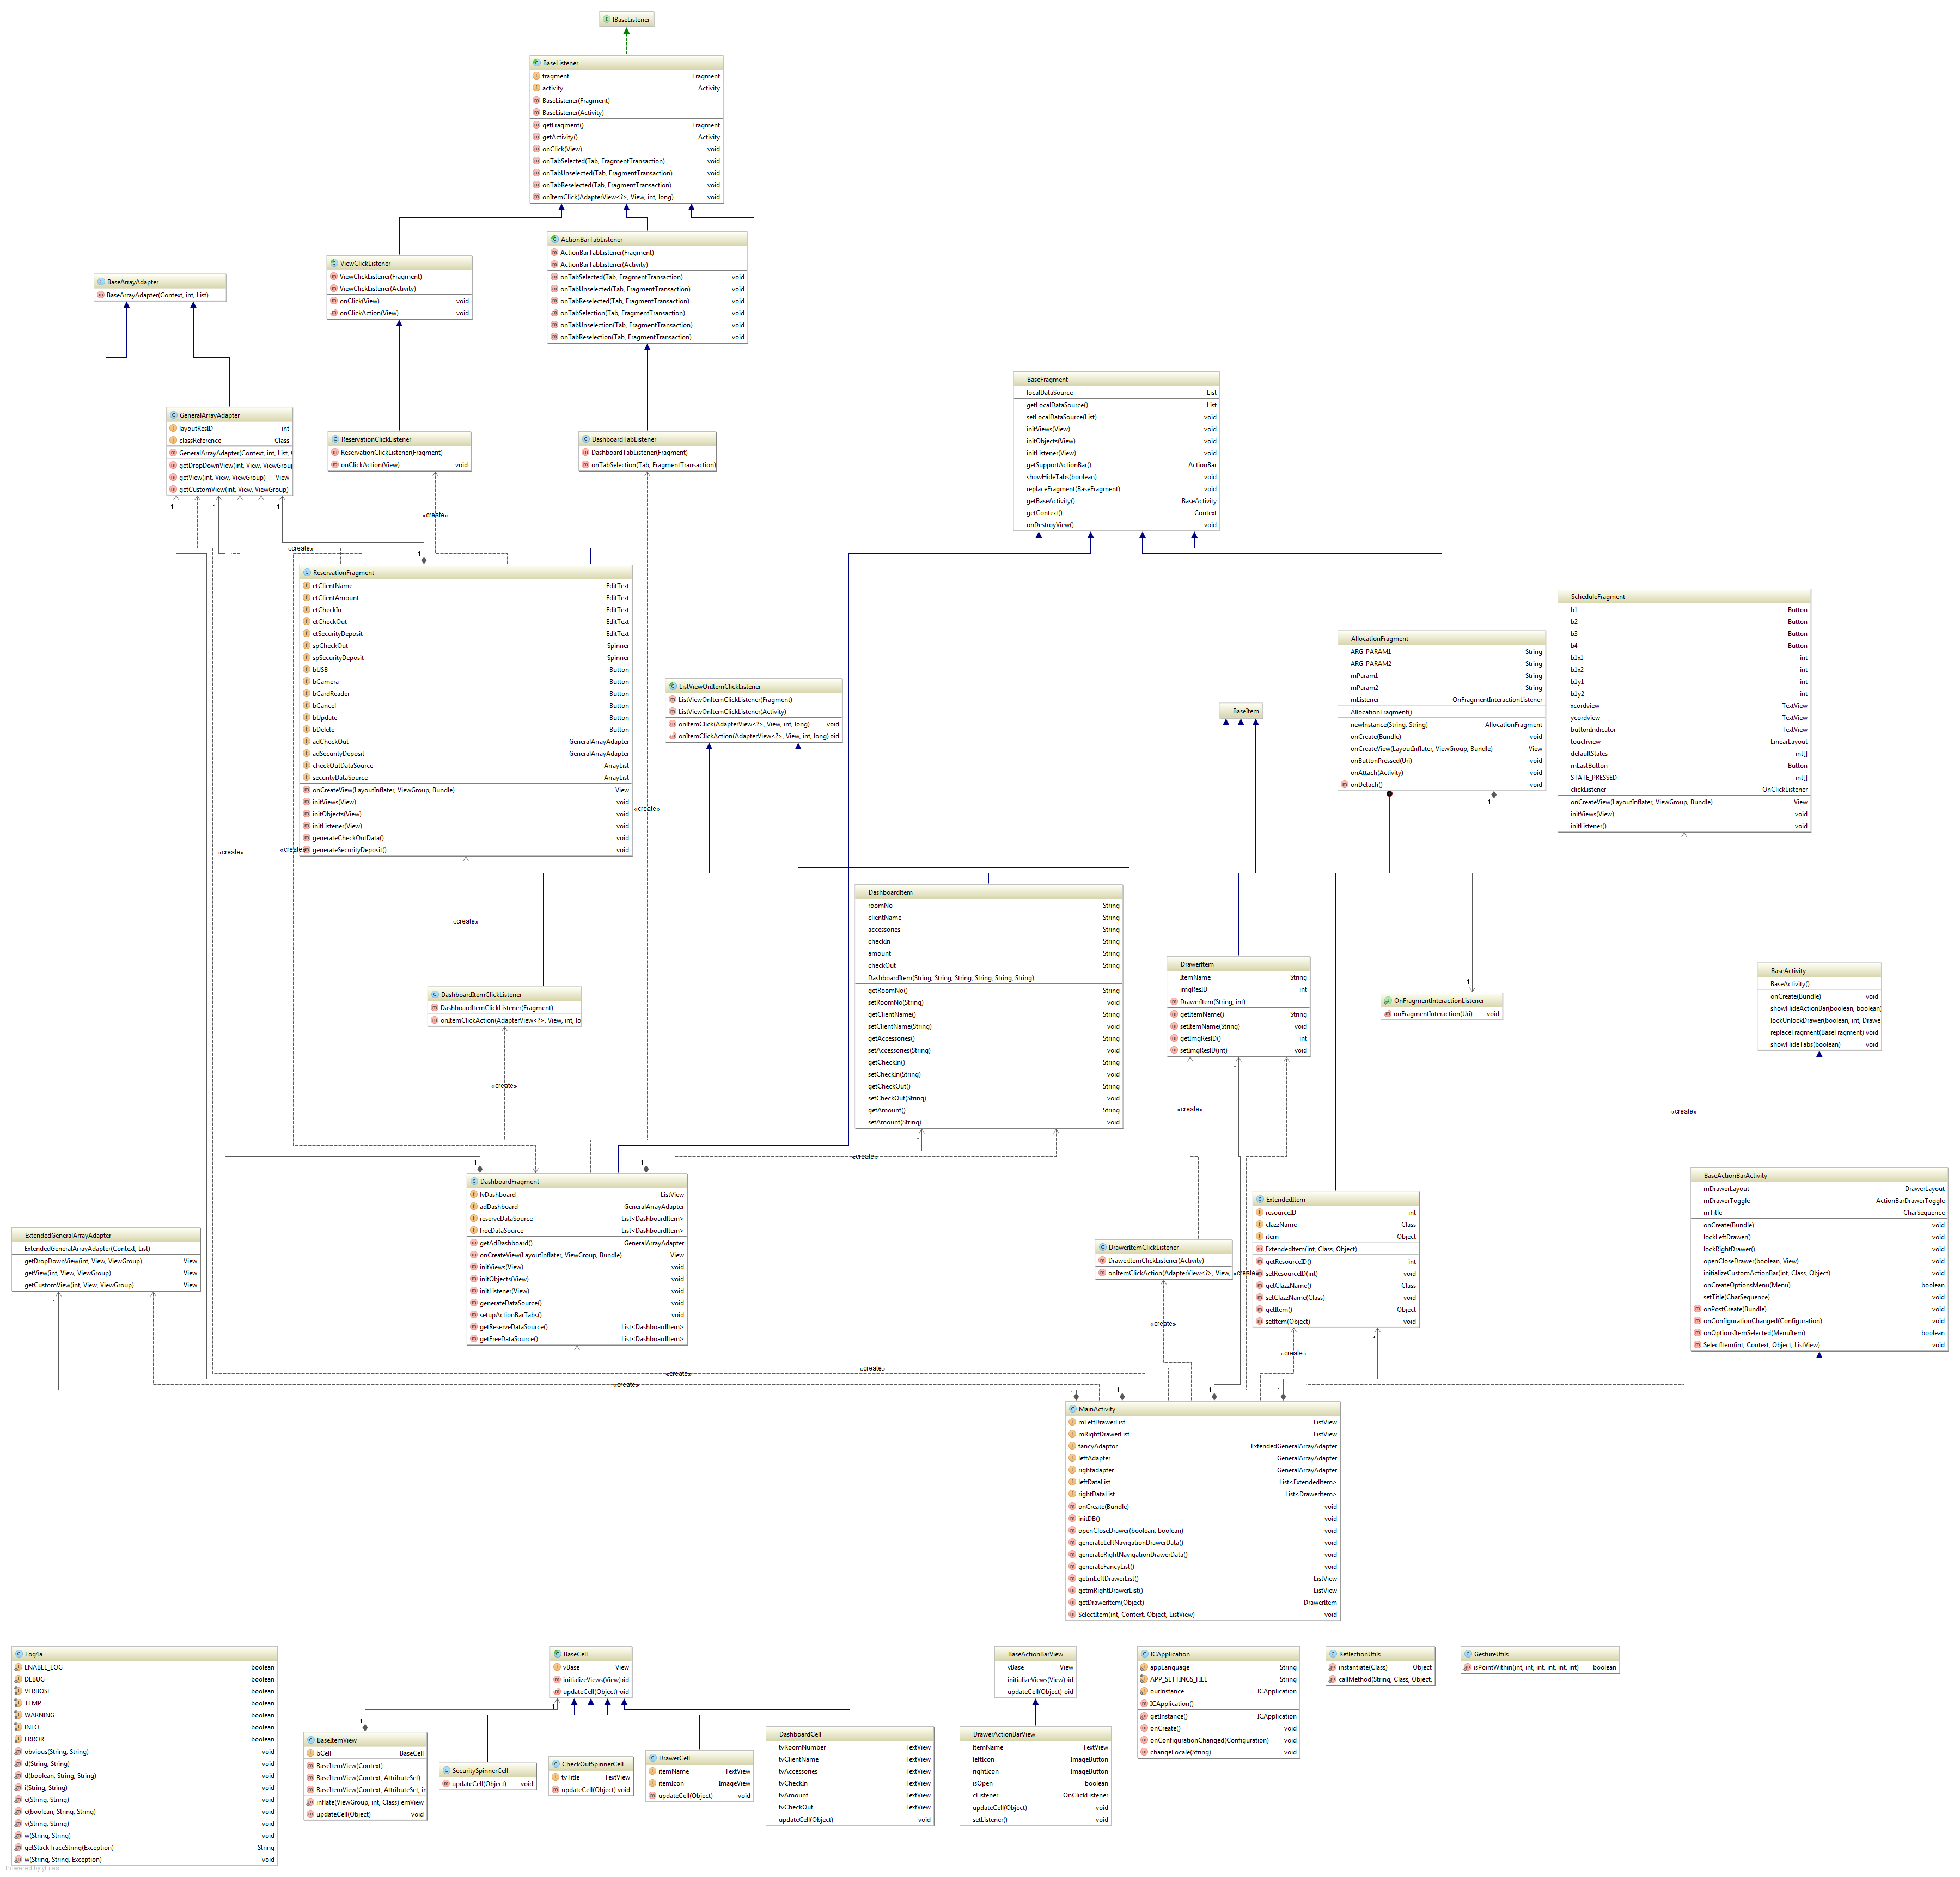 IBaseListener
BaseListener
fragment Fragment
activity Activity
BaseListener(Fragment)
BaseListener(Activity)
getFragment() Fragment
getActivity() Activity
onClick(View) void
onTabSelected(Tab, FragmentTransaction) void
onTabUnselected(Tab, FragmentTransaction) void
onTabReselected(Tab, FragmentTransaction) void
onItemClick(AdapterView<?>, View, int, long) void
ActionBarTabListener
ActionBarTabListener(Fragment)
ActionBarTabListener(Activity)
onTabSelected(Tab, FragmentTransaction) void
onTabUnselected(Tab, FragmentTransaction) void
onTabReselected(Tab, FragmentTransaction) void
onTabSelection(Tab, FragmentTransaction) void
onTabUnselection(Tab, FragmentTransaction) void
onTabReselection(Tab, FragmentTransaction) void
ViewClickListener
ViewClickListener(Fragment)
ViewClickListener(Activity)
onClick(View) void
onClickAction(View) void
BaseArrayAdapter
BaseArrayAdapter(Context, int, List)
BaseFragment
localDataSource List
getLocalDataSource() List
setLocalDataSource(List) void
initViews(View) void
initObjects(View) void
initListener(View) void
getSupportActionBar() ActionBar
showHideTabs(boolean) void
replaceFragment(BaseFragment) void
getBaseActivity() BaseActivity
getContext() Context
onDestroyView() void
GeneralArrayAdapter
layoutResID int
classReference Class
GeneralArrayAdapter(Context, int, List, 
getDropDownView(int, View, ViewGroup
getView(int, View, ViewGroup) View
getCustomView(int, View, ViewGroup)
1
1
1
ReservationClickListener
ReservationClickListener(Fragment)
onClickAction(View) void
DashboardTabListener
DashboardTabListener(Fragment)
onTabSelection(Tab, FragmentTransaction)
«create»
«create»
1
ReservationFragment
etClientName EditText
etClientAmount EditText
etCheckIn EditText
etCheckOut EditText
etSecurityDeposit EditText
spCheckOut Spinner
spSecurityDeposit Spinner
bUSB Button
bCamera Button
bCardReader Button
bCancel Button
bUpdate Button
bDelete Button
adCheckOut GeneralArrayAdapter
adSecurityDeposit GeneralArrayAdapter
checkOutDataSource ArrayList
securityDataSource ArrayList
onCreateView(LayoutInflater, ViewGroup, Bundle) View
initViews(View) void
initObjects(View) void
initListener(View) void
generateCheckOutData() void
generateSecurityDeposit() void
«create»
«create»
«create»
ScheduleFragment
b1 Button
b2 Button
b3 Button
b4 Button
b1x1 int
b1x2 int
b1y1 int
b1y2 int
xcordview TextView
ycordview TextView
buttonIndicator TextView
touchview LinearLayout
defaultStates int[]
mLastButton Button
STATE_PRESSED int[]
clickListener OnClickListener
onCreateView(LayoutInflater, ViewGroup, Bundle) View
initViews(View) void
initListener() void
AllocationFragment
ARG_PARAM1 String
ARG_PARAM2 String
mParam1 String
mParam2 String
mListener OnFragmentInteractionListener
AllocationFragment()
newInstance(String, String) AllocationFragment
onCreate(Bundle) void
onCreateView(LayoutInflater, ViewGroup, Bundle) View
onButtonPressed(Uri) void
onAttach(Activity) void
onDetach() void
1
ListViewOnItemClickListener
ListViewOnItemClickListener(Fragment)
ListViewOnItemClickListener(Activity)
onItemClick(AdapterView<?>, View, int, long) void
onItemClickAction(AdapterView<?>, View, int, long) oid
BaseItem
DashboardItem
roomNo String
clientName String
accessories String
checkIn String
amount String
checkOut String
DashboardItem(String, String, String, String, String, String)
getRoomNo() String
setRoomNo(String) void
getClientName() String
setClientName(String) void
getAccessories() String
setAccessories(String) void
getCheckIn() String
setCheckIn(String) void
getCheckOut() String
setCheckOut(String) void
getAmount() String
setAmount(String) void
«create»
DrawerItem
ItemName String
imgResID int
DrawerItem(String, int)
getItemName() String
setItemName(String) void
getImgResID() int
setImgResID(int) void
*
«create»
1
OnFragmentInteractionListener
onFragmentInteraction(Uri) void
BaseActivity
BaseActivity()
onCreate(Bundle) void
showHideActionBar(boolean, boolean)
lockUnlockDrawer(boolean, int, Drawe
replaceFragment(BaseFragment) void
showHideTabs(boolean) void
DashboardItemClickListener
DashboardItemClickListener(Fragment)
onItemClickAction(AdapterView<?>, View, int, lo
«create»
«create»
*
«create»
1
1
DashboardFragment
lvDashboard ListView
adDashboard GeneralArrayAdapter
reserveDataSource List<DashboardItem>
freeDataSource List<DashboardItem>
getAdDashboard() GeneralArrayAdapter
onCreateView(LayoutInflater, ViewGroup, Bundle) View
initViews(View) void
initObjects(View) void
initListener(View) void
generateDataSource() void
setupActionBarTabs() void
getReserveDataSource() List<DashboardItem>
getFreeDataSource() List<DashboardItem>
BaseActionBarActivity
mDrawerLayout DrawerLayout
mDrawerToggle ActionBarDrawerToggle
mTitle CharSequence
onCreate(Bundle) void
lockLeftDrawer() void
lockRightDrawer() void
openCloseDrawer(boolean, View) void
initializeCustomActionBar(int, Class, Object) void
onCreateOptionsMenu(Menu) boolean
setTitle(CharSequence) void
onPostCreate(Bundle) void
onConfigurationChanged(Configuration) void
onOptionsItemSelected(MenuItem) boolean
SelectItem(int, Context, Object, ListView) void
ExtendedItem
resourceID int
clazzName Class
item Object
ExtendedItem(int, Class, Object)
getResourceID() int
setResourceID(int) void
getClazzName() Class
setClazzName(Class) void
getItem() Object
setItem(Object) void
ExtendedGeneralArrayAdapter
ExtendedGeneralArrayAdapter(Context, List)
getDropDownView(int, View, ViewGroup) View
getView(int, View, ViewGroup) View
getCustomView(int, View, ViewGroup) View
1
DrawerItemClickListener
DrawerItemClickListener(Activity)
onItemClickAction(AdapterView<?>, View,
«create»
«create»
«create»
*
«create»
«create»
«create»
1
1
1
1
MainActivity
mLeftDrawerList ListView
mRightDrawerList ListView
fancyAdaptor ExtendedGeneralArrayAdapter
leftAdapter GeneralArrayAdapter
rightadapter GeneralArrayAdapter
leftDataList List<ExtendedItem>
rightDataList List<DrawerItem>
onCreate(Bundle) void
initDB() void
openCloseDrawer(boolean, boolean) void
generateLeftNavigationDrawerData() void
generateRightNavigationDrawerData() void
generateFancyList() void
getmLeftDrawerList() ListView
getmRightDrawerList() ListView
getDrawerItem(Object) DrawerItem
SelectItem(int, Context, Object, ListView) void
Log4a
ENABLE_LOG boolean
DEBUG boolean
VERBOSE boolean
TEMP boolean
WARNING boolean
INFO boolean
ERROR boolean
obvious(String, String) void
d(String, String) void
d(boolean, String, String) void
i(String, String) void
e(String, String) void
e(boolean, String, String) void
v(String, String) void
w(String, String) void
getStackTraceString(Exception) String
w(String, String, Exception) void
Powered by yFiles
BaseCell
vBase View
initializeViews(View) oid
updateCell(Object) oid
1
1
BaseItemView
bCell BaseCell
BaseItemView(Context)
BaseItemView(Context, AttributeSet)
BaseItemView(Context, AttributeSet, in
inflate(ViewGroup, int, Class) emView
updateCell(Object) void
SecuritySpinnerCell
updateCell(Object) void
CheckOutSpinnerCell
tvTitle TextView
updateCell(Object) void
DrawerCell
itemName TextView
itemIcon ImageView
updateCell(Object) void
DashboardCell
tvRoomNumber TextView
tvClientName TextView
tvAccessories TextView
tvCheckIn TextView
tvAmount TextView
tvCheckOut TextView
updateCell(Object) void
BaseActionBarView
vBase View
initializeViews(View) id
updateCell(Object) oid
DrawerActionBarView
ItemName TextView
leftIcon ImageButton
rightIcon ImageButton
isOpen boolean
cListener OnClickListener
updateCell(Object) void
setListener() void
ICApplication
appLanguage String
APP_SETTINGS_FILE String
ourInstance ICApplication
ICApplication()
getInstance() ICApplication
onCreate() void
onConfigurationChanged(Configuration) void
changeLocale(String) void
ReflectionUtils
instantiate(Class) Object
callMethod(String, Class, Object,
GestureUtils
isPointWithin(int, int, int, int, int, int) boolean